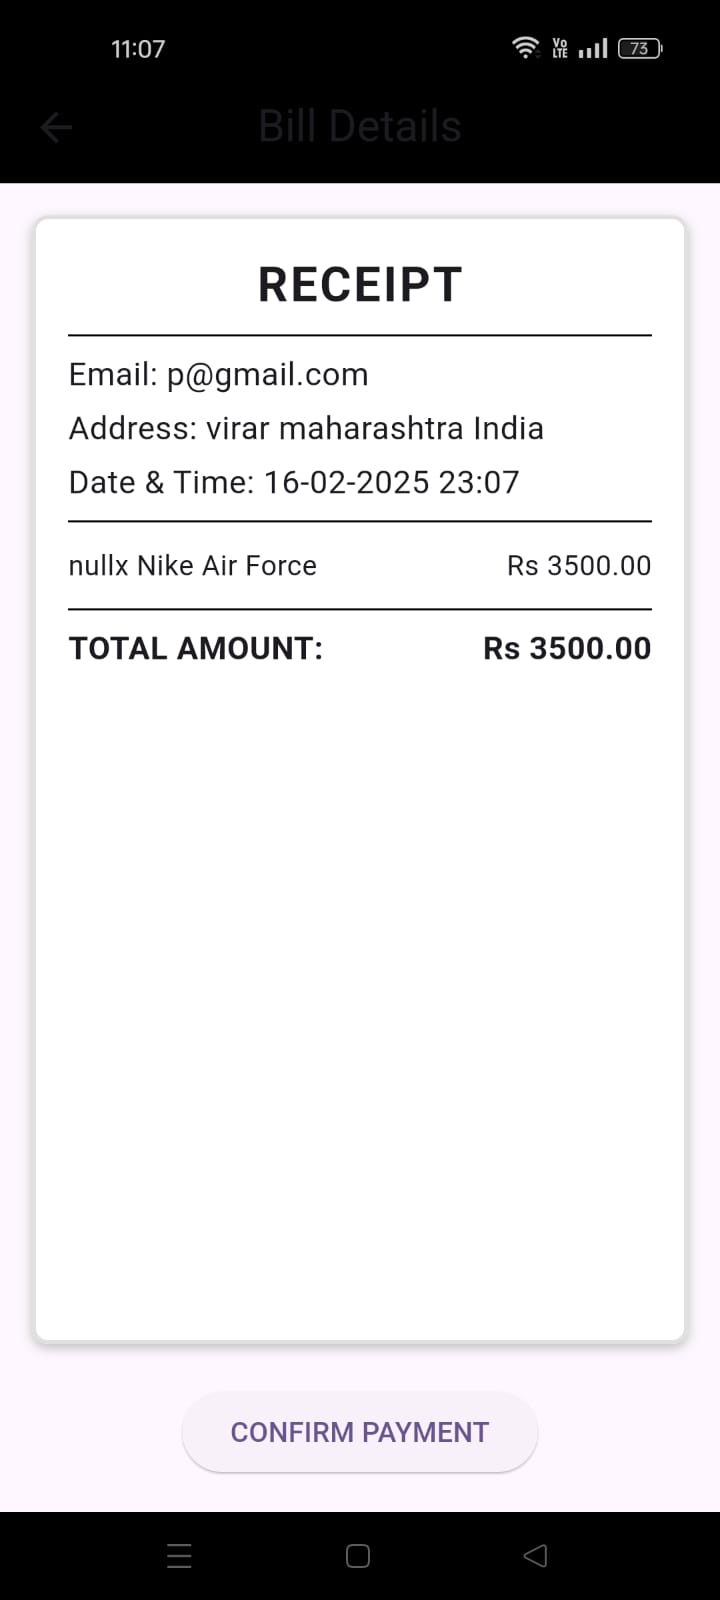 11:07
Vo
LTE
73
Bill Details
RECEIPT
Email: p@gmail.com
Address: virar maharashtra India
Date & Time: 16-02-2025 23:07
nullx Nike Air Force Rs 3500.00
TOTAL AMOUNT: Rs 3500.00
CONFIRM PAYMENT